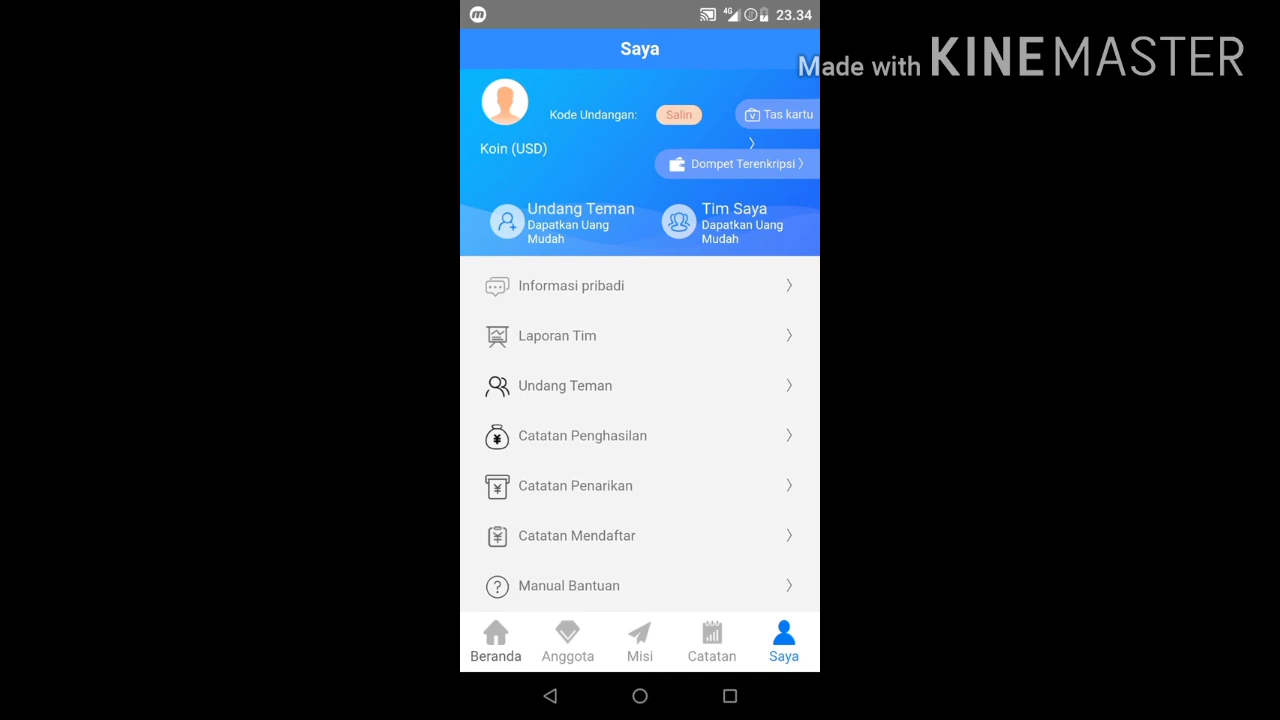 4G
23.34
Saya
Made with KINEMASTER
Kode Undangan:
Salin
Tas kartu
Koin (USD)
Dompet Terenkripsi
Undang Teman
Dapatkan Uang
Mudah
Tim Saya
Dapatkan Uang
Mudah
Informasi pribadi
Laporan Tim
Undang Teman
Catatan Penghasilan
Catatan Penarikan
Catatan Mendaftar
Manual Bantuan
Beranda
Anggota
Misi
Catatan
Saya